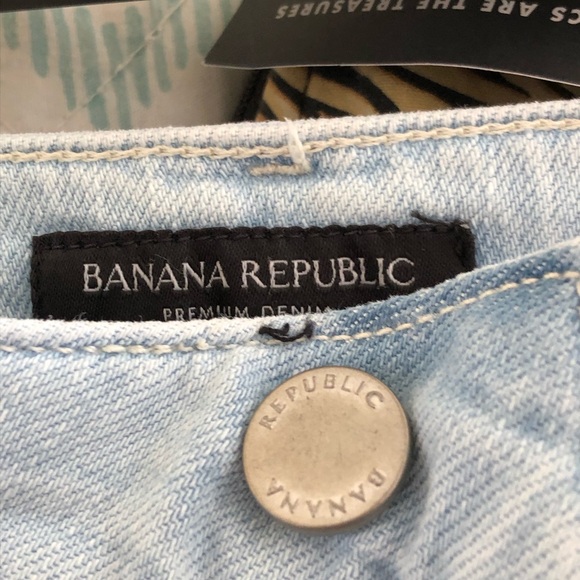 CS ARE THE TREASURES
BANANA REPUBLIC
PREMIUM DENIM
REPUBLIC
BANANA